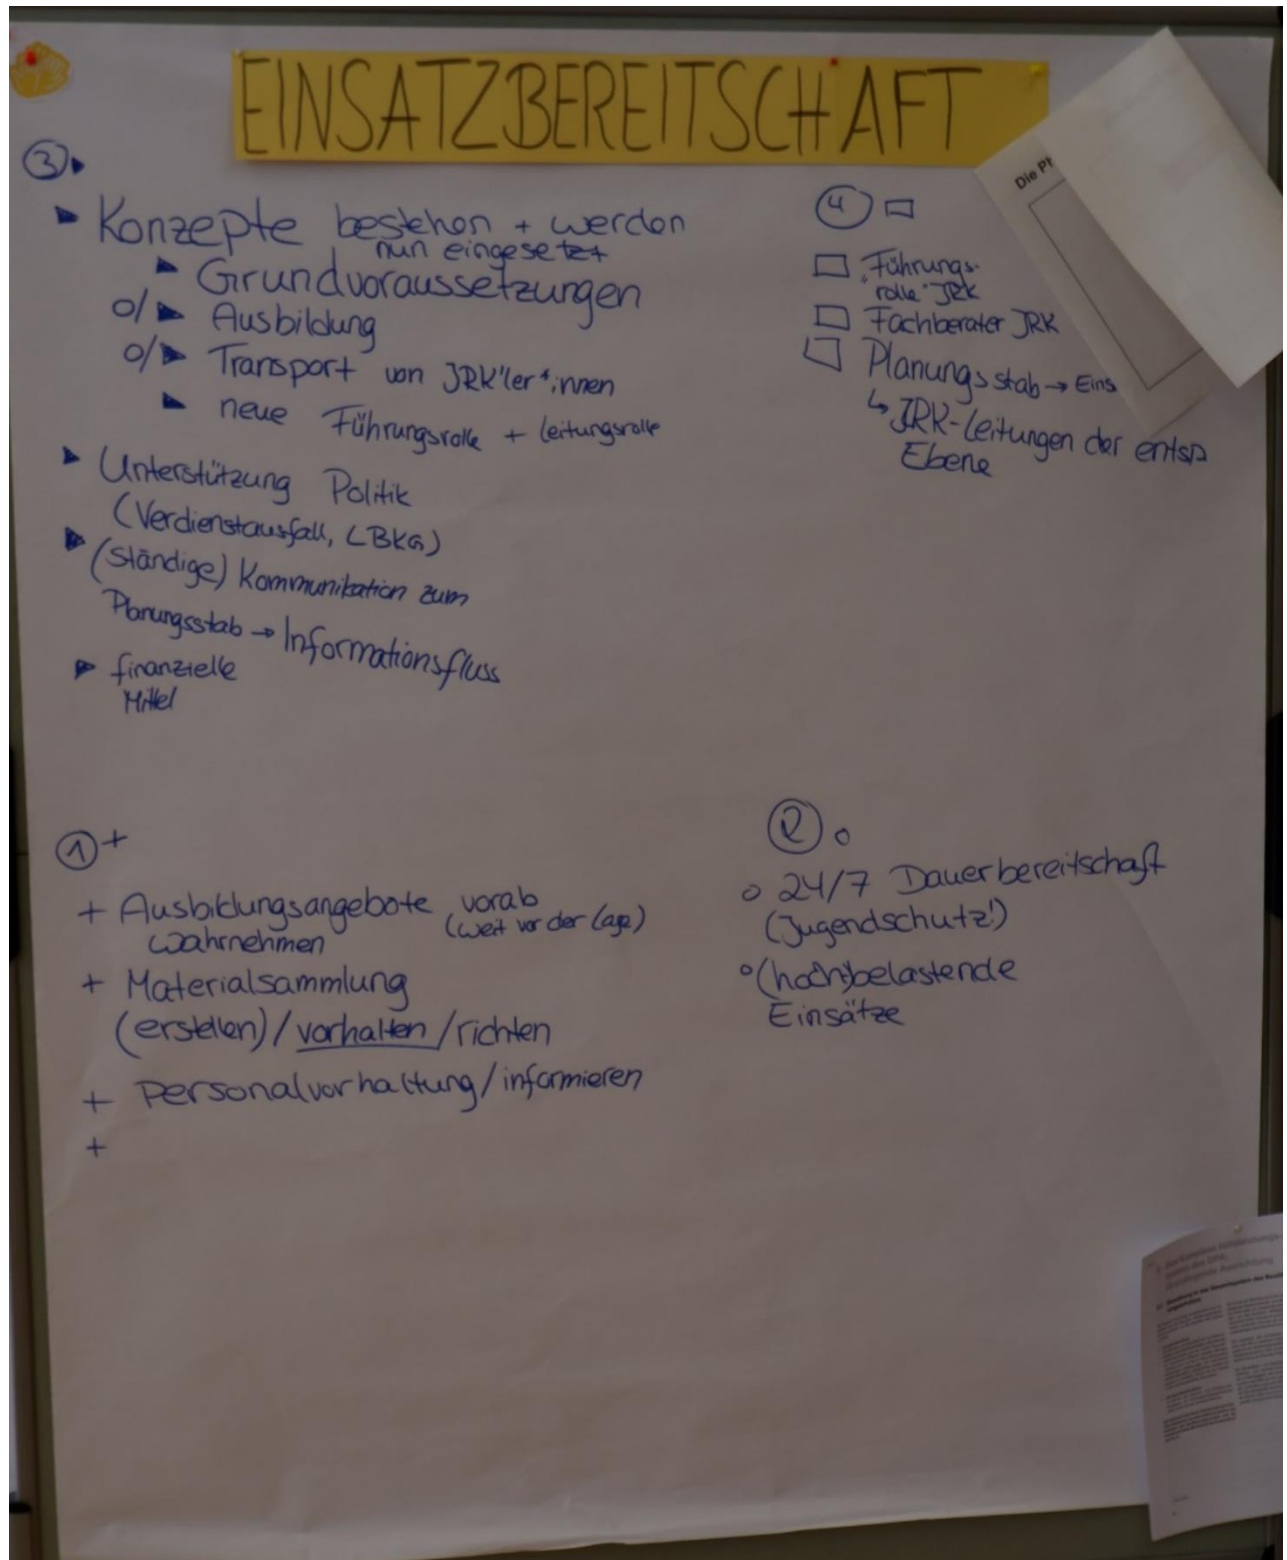 EINSATZBEREITSCHAFT
③
Konzepte bestehen + werden
nun eingesetzt
Grundvoraussetzungen
o/ Ausbildung
o/ Transport von JRK'ler*innen
neue Führungsrolle + Leitungsrolle
Unterstützung Politik
(Verdienstausfall, LBKG)
(Ständige) Kommunikation zum
Planungsstab → Informationsfluss
finanzielle
Mittel
④
Führungs-
rolle" JRK
Fachberater JRK
Planungsstab → Eins
↳ JRK-Leitungen der entsp
Ebene
Die Ph
① +
+ Ausbildungsangebote vorab
wahrnehmen (weit vor der Lage)
+ Materialsammlung
(erstellen) / vorhalten / richten
+ Personalvorhaltung / informieren
+
② o
o 24/7 Dauerbereitschaft
(Jugendschutz!)
o (hoch)belastende
Einsätze